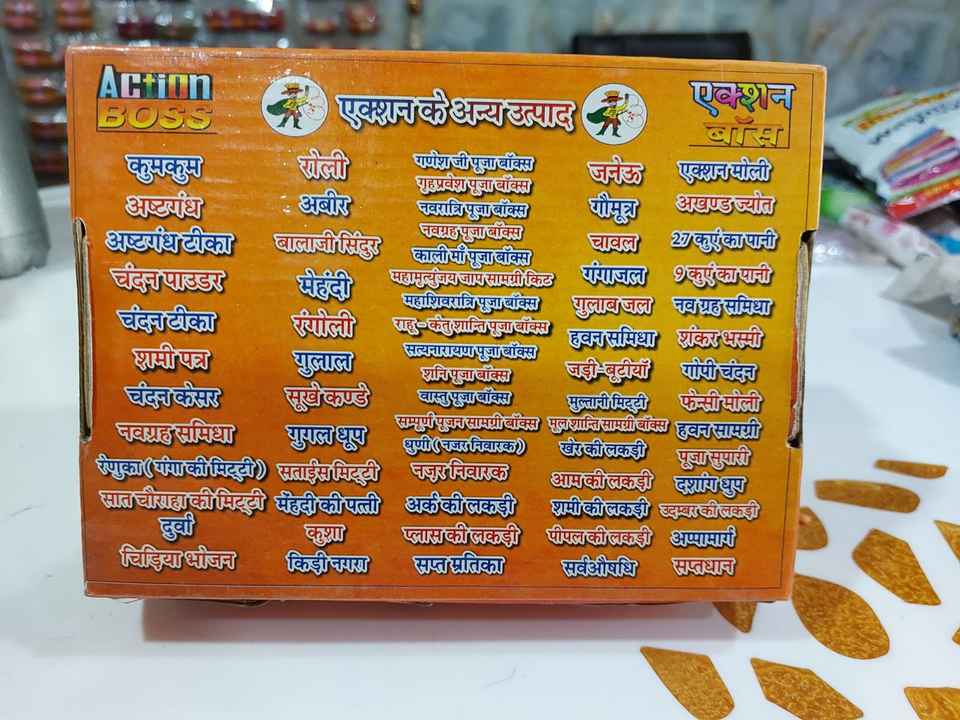 Action
BOSS
एक्शन के अन्य उत्पाद
एक्शन
बॉस
कुमकुम
अष्टगंध
अष्टगंध टीका
चंदन पाउडर
चंदन टीका
शमी पत्र
चंदन केसर
नवग्रह समिधा
रेणुका ( गंगा की मिट्टी )
सात चौराहा की मिट्टी
दुर्वा
चिड़िया भोजन
रोली
अबीर
बालाजी सिंदुर
मेहंदी
रंगोली
गुलाल
सूखे कण्डे
गुगल धूप
सताईस मिट्टी
मेंहदी की पत्ती
कुशा
किड़ी नगरा
गणेश जी पूजा बॉक्स
गृहप्रवेश पूजा बॉक्स
नवरात्रि पूजा बॉक्स
नवग्रह पूजा बॉक्स
काली माँ पूजा बॉक्स
महामृत्युंजय जाप सामग्री किट
महाशिवरात्रि पूजा बॉक्स
राहू - केतु शान्ति पूजा बॉक्स
सत्यनारायण पूजा बॉक्स
शनि पूजा बॉक्स
वास्तु पूजा बॉक्स
सम्पूर्ण पूजन सामग्री बॉक्स
धुणी ( नजर निवारक )
नज़र निवारक
अर्क की लकड़ी
प्लास की लकड़ी
सप्त म्रतिका
जनेऊ
गौमूत्र
चावल
गंगाजल
गुलाब जल
हवन समिधा
जड़ी-बूटीयाँ
मुल्तानी मिट्टी
मूल शान्ति सामग्री बॉक्स
खेर की लकड़ी
आम की लकड़ी
शमी की लकड़ी
पीपल की लकड़ी
सर्वऔषधि
एक्शन मोली
अखण्ड ज्योत
27 कुएं का पानी
9 कुएं का पानी
नव ग्रह समिधा
शंकर भस्मी
गोपी चंदन
फेन्सी मोली
हवन सामग्री
पूजा सुपारी
दशांग धुप
उदम्बर की लकड़ी
अप्पामार्ग
सप्तधान